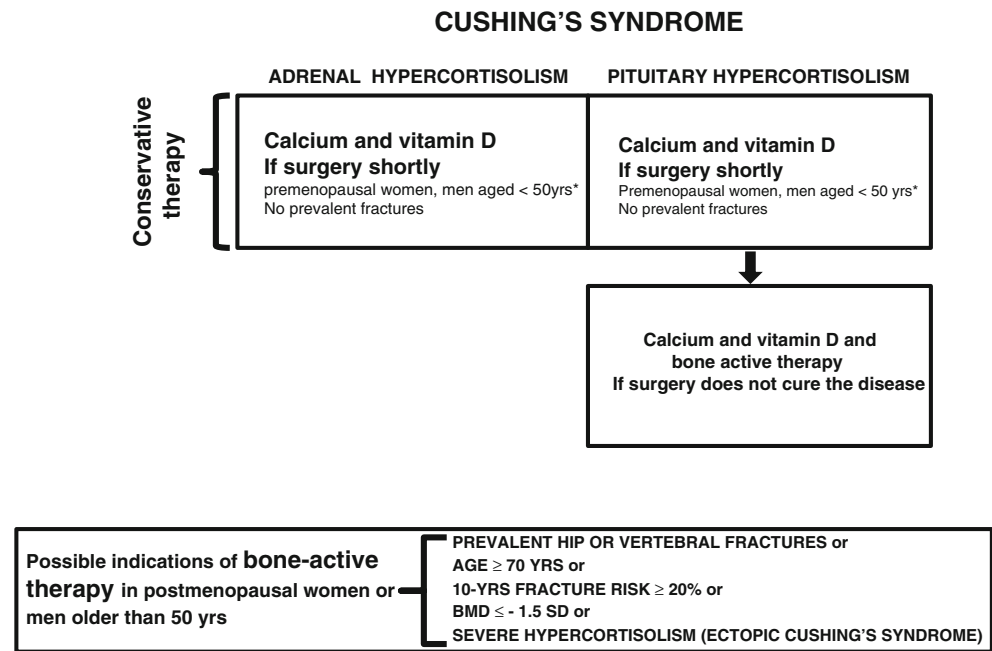 CUSHING'S SYNDROME
ADRENAL HYPERCORTISOLISM
PITUITARY HYPERCORTISOLISM
Conservative
therapy
Calcium and vitamin D
If surgery shortly
premenopausal women, men aged < 50yrs*
No prevalent fractures
Calcium and vitamin D
If surgery shortly
Premenopausal women, men aged < 50 yrs*
No prevalent fractures
Calcium and vitamin D and
bone active therapy
If surgery does not cure the disease
Possible indications of bone-active
therapy in postmenopausal women or
men older than 50 yrs
PREVALENT HIP OR VERTEBRAL FRACTURES or
AGE ≥ 70 YRS or
10-YRS FRACTURE RISK ≥ 20% or
BMD ≤ - 1.5 SD or
SEVERE HYPERCORTISOLISM (ECTOPIC CUSHING'S SYNDROME)